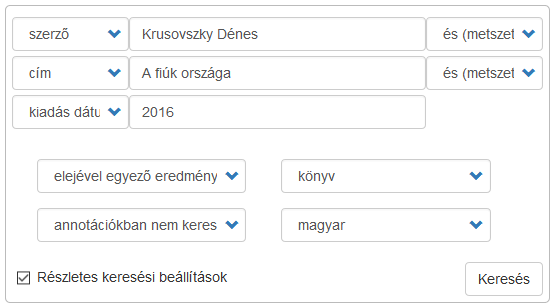 szerző Krusovszky Dénes és (metszet
cím A fiúk országa és (metszet
kiadás dátu 2016
elejével egyező eredmény könyv
annotációkban nem keres magyar
Részletes keresési beállítások Keresés